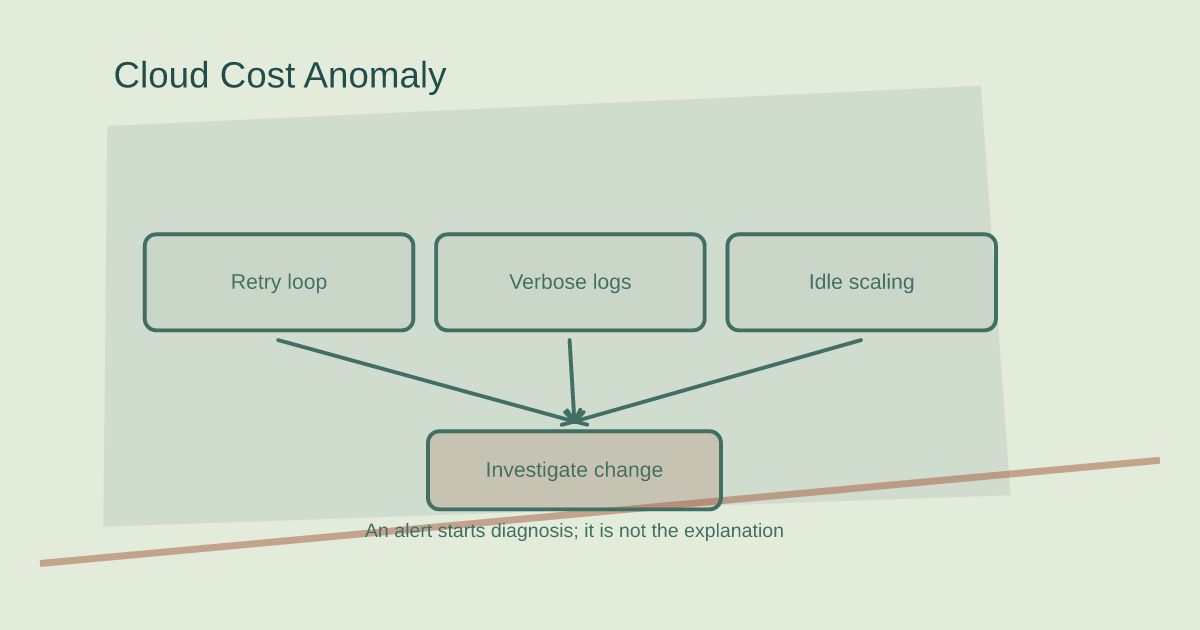 Cloud Cost Anomaly
Retry loop
Verbose logs
Idle scaling
Investigate change
An alert starts diagnosis; it is not the explanation